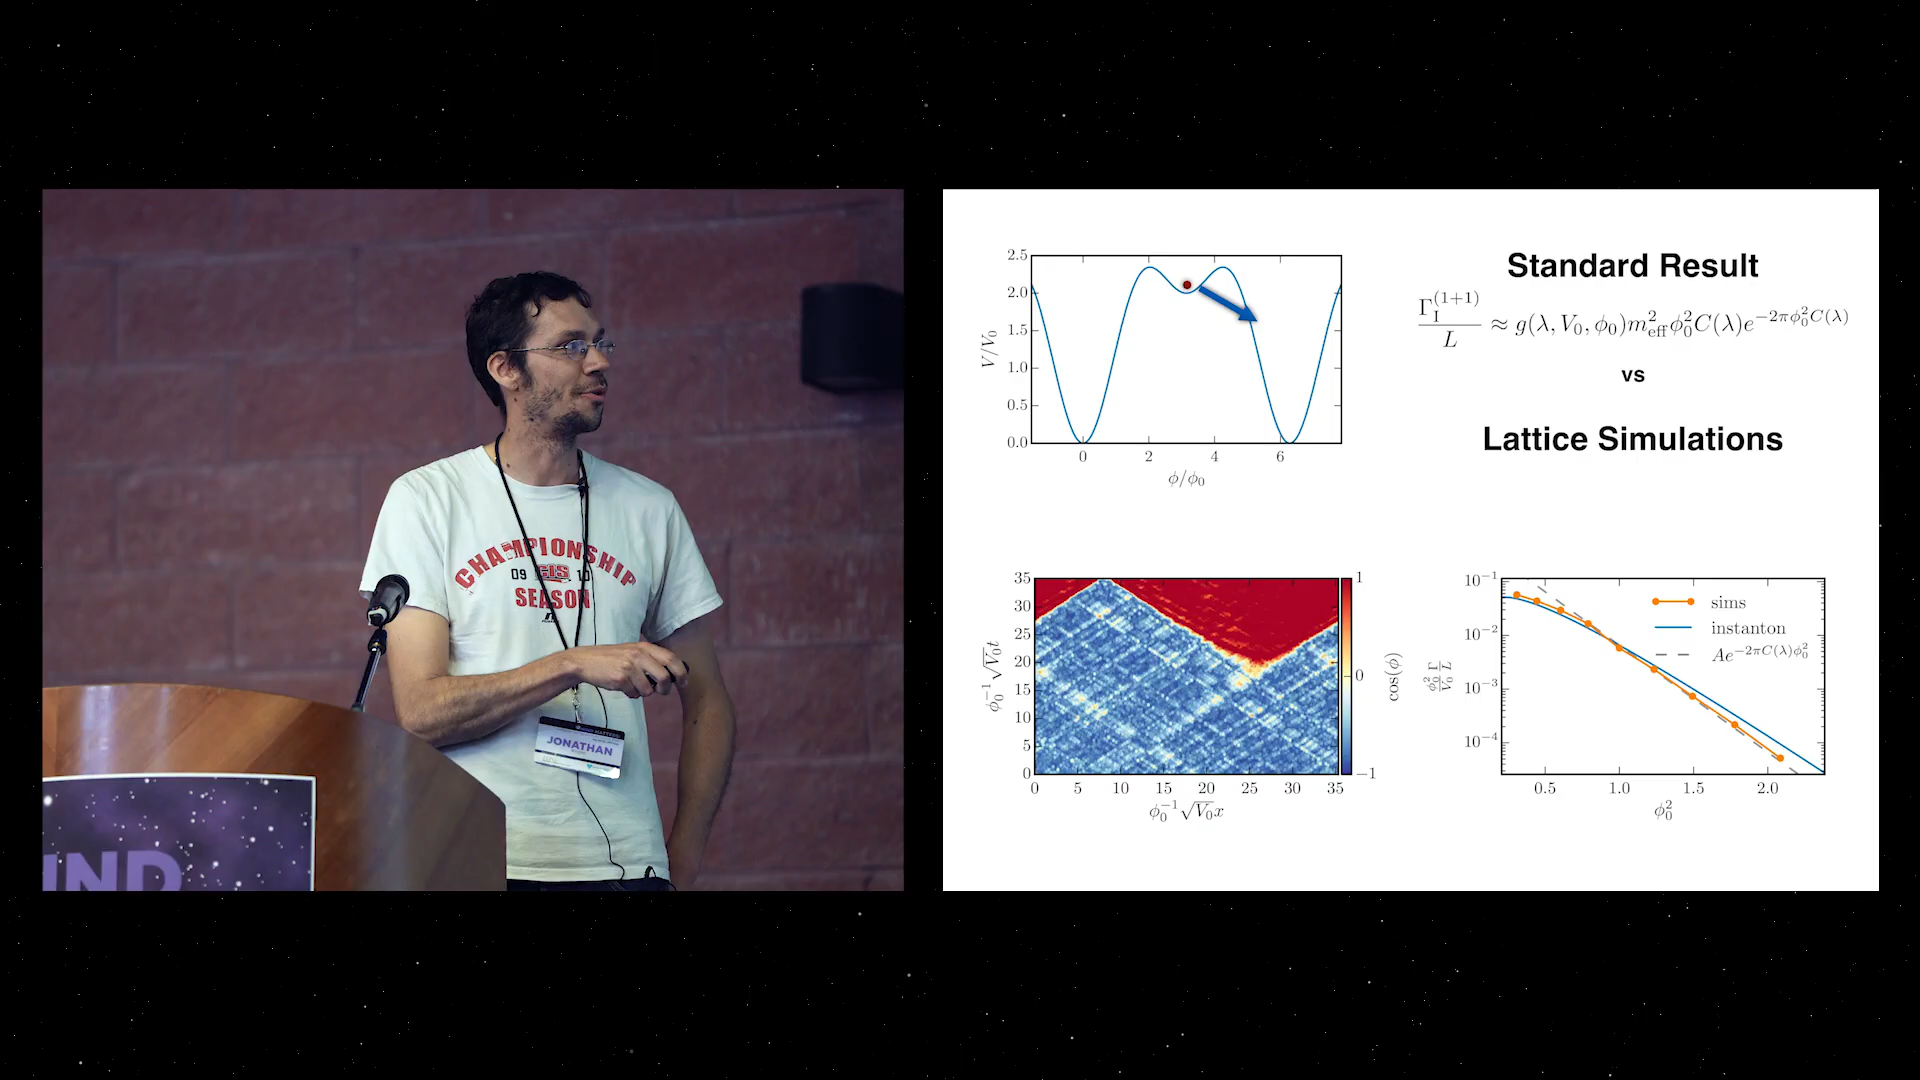 CHAMPIONSHIP
09 CIS 10
SEASON
JONATHAN
IND
2.5
2.0
1.5
1.0
0.5
0.0
V/V₀
0 2 4 6
ϕ/ϕ₀
Standard Result
Γ_I^(1+1)/L ≈ g(λ, V₀, ϕ₀)m²_eff ϕ₀² C(λ)e^(−2πϕ₀²C(λ))
vs
Lattice Simulations
35
30
25
20
15
10
5
0
ϕ₀⁻¹√V₀t
0 5 10 15 20 25 30 35
ϕ₀⁻¹√V₀x
1
0
−1
cos(ϕ)
10⁻¹
10⁻²
10⁻³
10⁻⁴
ϕ₀²/V₀ Γ/L
sims
instanton
Ae^(−2πC(λ)ϕ₀²)
0.5 1.0 1.5 2.0
ϕ₀²